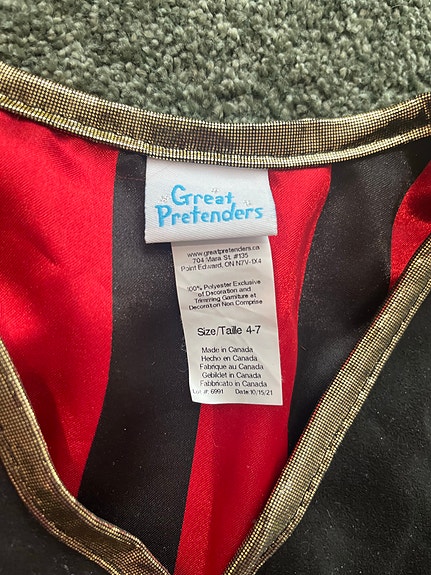 Great
Pretenders
www.greatpretenders.ca
704 Mara St. #135
Point Edward, ON N7V-1X4
100% Polyester Exclusive
of Decoration and
Trimming Garniture et
Decoration Non Comprise
Size/Taille 4-7
Made in Canada
Hecho en Canada
Fabrique au Canada
Gebildet in Canada
Fabbricato in Canada
Lot #: 6991 Date:10/15/21